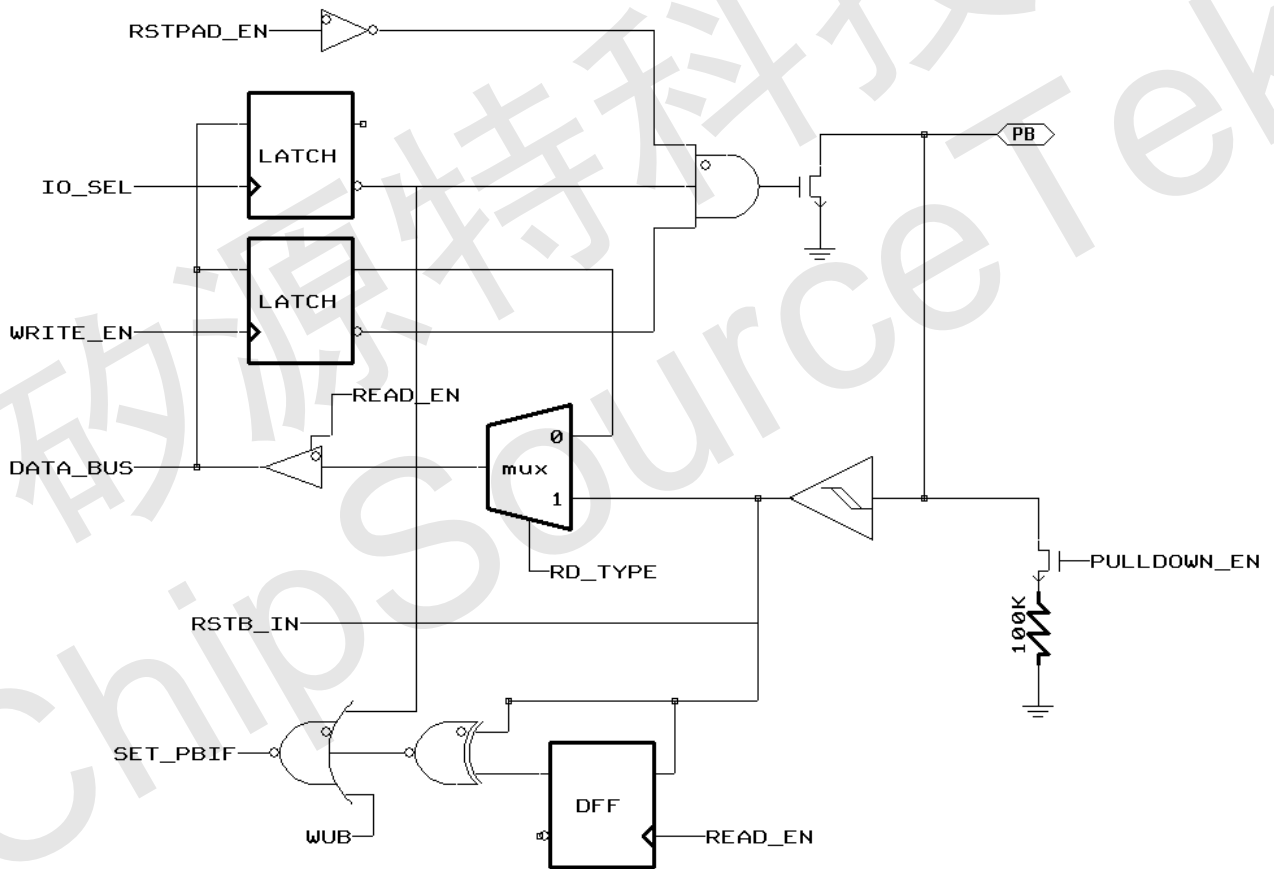 RSTPAD_EN
PB
LATCH
IO_SEL
LATCH
WRITE_EN
READ_EN
0
DATA_BUS
mux
1
RD_TYPE
PULLDOWN_EN
100K
RSTB_IN
SET_PBIF
DFF
WUB
READ_EN
矽源特科技
ChipSourceTek